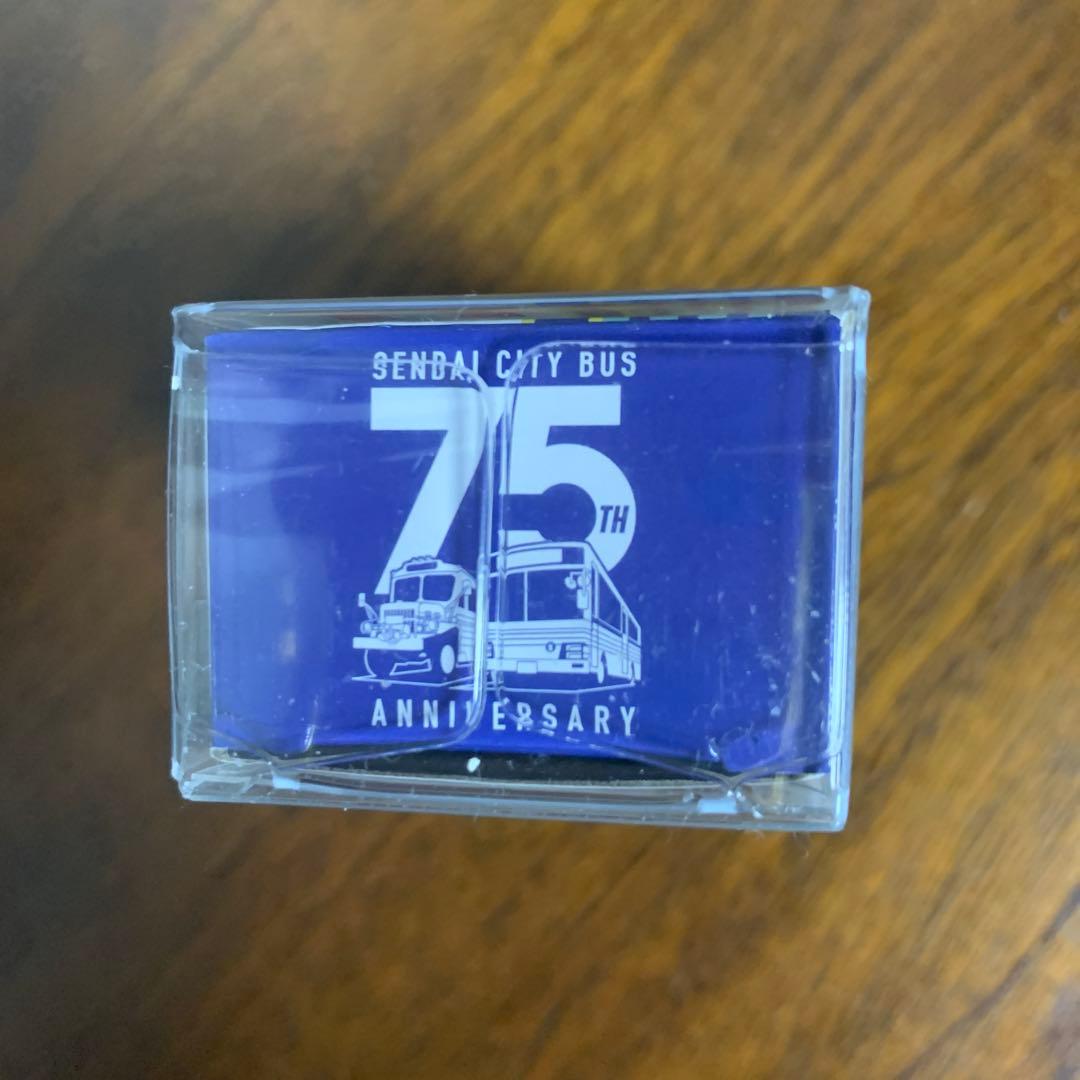 SENDAI CITY BUS
75TH
ANNIVERSARY